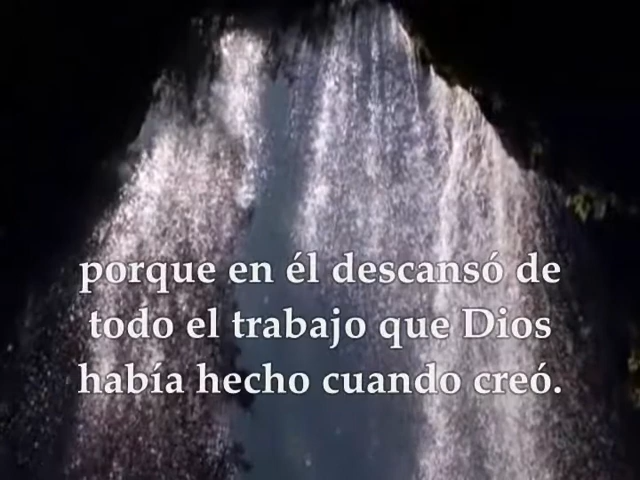 porque en él descansó de
todo el trabajo que Dios
había hecho cuando creó.